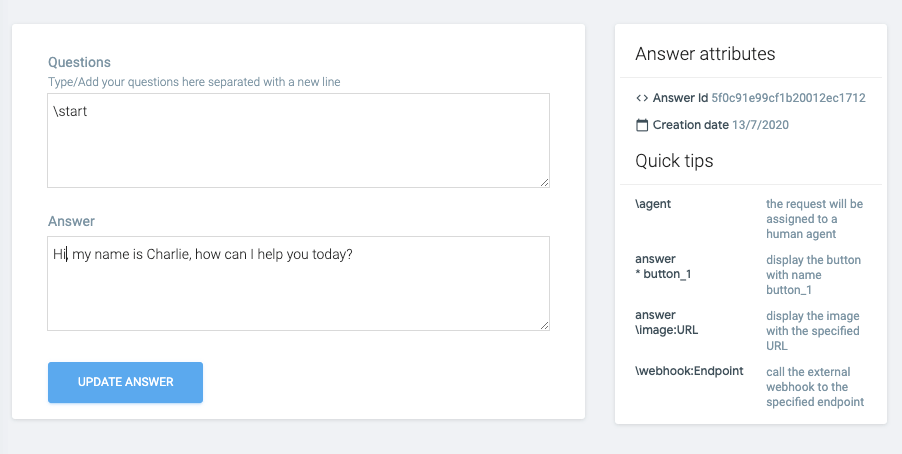 Questions
Type/Add your questions here separated with a new line
\start
Answer
Hi, my name is Charlie, how can I help you today?
UPDATE ANSWER
Answer attributes
<> Answer Id 5f0c91e99cf1b20012ec1712
Creation date 13/7/2020
Quick tips
\agent
the request will be
assigned to a
human agent
answer
* button_1
display the button
with name
button_1
answer
\image:URL
display the image
with the specified
URL
\webhook:Endpoint
call the external
webhook to the
specified endpoint